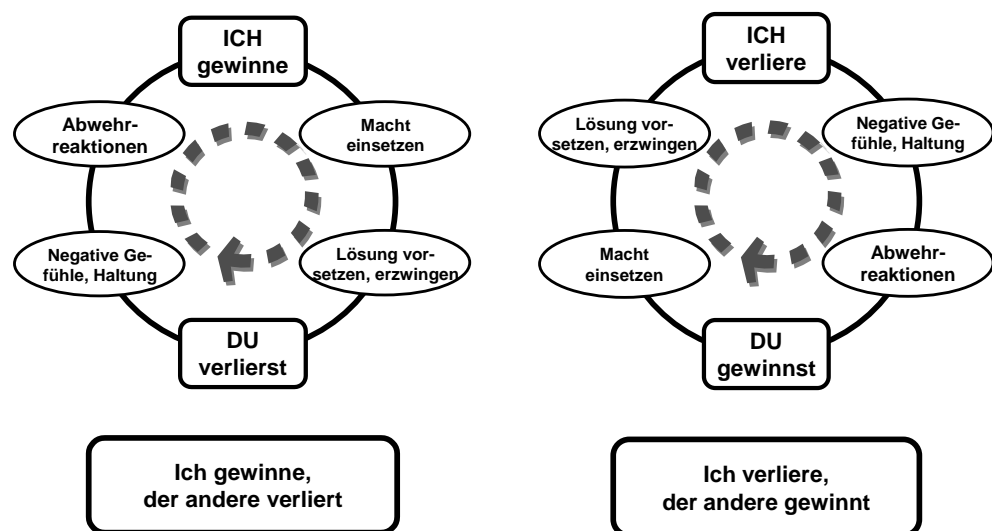 ICH
gewinne
Abwehr-
reaktionen
Macht
einsetzen
Negative Ge-
fühle, Haltung
Lösung vor-
setzen, erzwingen
DU
verlierst
Ich gewinne,
der andere verliert
ICH
verliere
Lösung vor-
setzen, erzwingen
Negative Ge-
fühle, Haltung
Macht
einsetzen
Abwehr-
reaktionen
DU
gewinnst
Ich verliere,
der andere gewinnt